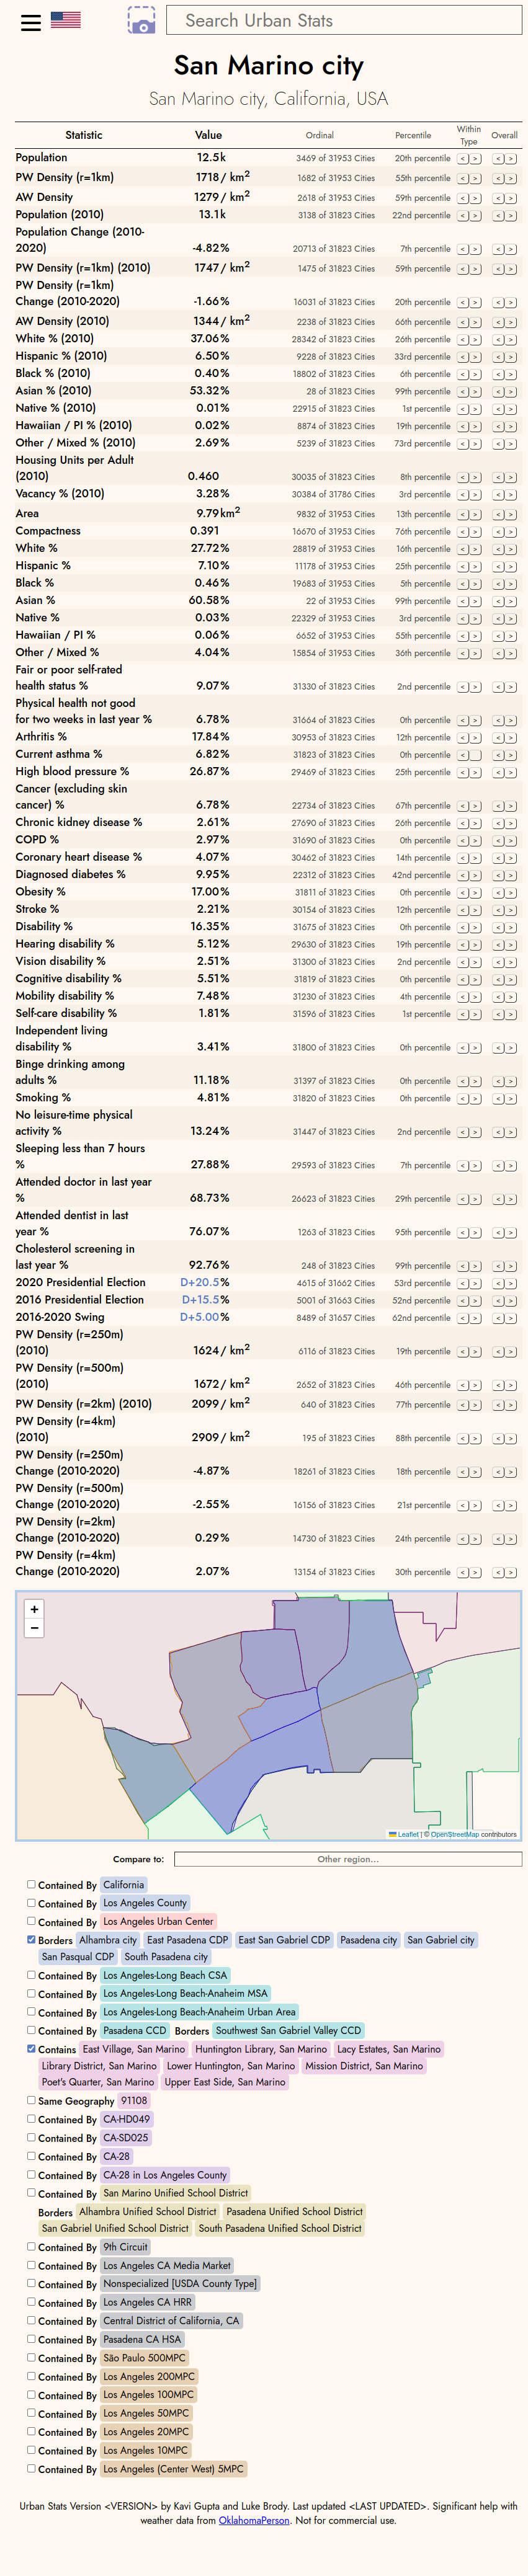 Search Urban Stats
San Marino city
San Marino city, California, USA
Statistic Value Ordinal Percentile Within Type Overall
Population 12.5k 3469 of 31953 Cities 20th percentile < > < >
PW Density (r=1km) 1718 / km2 1682 of 31953 Cities 55th percentile < > < >
AW Density 1279 / km2 2618 of 31953 Cities 59th percentile < > < >
Population (2010) 13.1k 3138 of 31823 Cities 22nd percentile < > < >
Population Change (2010-
2020) -4.82% 20713 of 31823 Cities 7th percentile < > < >
PW Density (r=1km) (2010) 1747 / km2 1475 of 31823 Cities 59th percentile < > < >
PW Density (r=1km)
Change (2010-2020) -1.66% 16031 of 31823 Cities 20th percentile < > < >
AW Density (2010) 1344 / km2 2238 of 31823 Cities 66th percentile < > < >
White % (2010) 37.06% 28342 of 31823 Cities 26th percentile < > < >
Hispanic % (2010) 6.50% 9228 of 31823 Cities 33rd percentile < > < >
Black % (2010) 0.40% 18802 of 31823 Cities 6th percentile < > < >
Asian % (2010) 53.32% 28 of 31823 Cities 99th percentile < > < >
Native % (2010) 0.01% 22915 of 31823 Cities 1st percentile < > < >
Hawaiian / PI % (2010) 0.02% 8874 of 31823 Cities 19th percentile < > < >
Other / Mixed % (2010) 2.69% 5239 of 31823 Cities 73rd percentile < > < >
Housing Units per Adult
(2010) 0.460 30035 of 31823 Cities 8th percentile < > < >
Vacancy % (2010) 3.28% 30384 of 31786 Cities 3rd percentile < > < >
Area 9.79 km2 9832 of 31953 Cities 13th percentile < > < >
Compactness 0.391 16670 of 31953 Cities 76th percentile < > < >
White % 27.72% 28819 of 31953 Cities 16th percentile < > < >
Hispanic % 7.10% 11178 of 31953 Cities 25th percentile < > < >
Black % 0.46% 19683 of 31953 Cities 5th percentile < > < >
Asian % 60.58% 22 of 31953 Cities 99th percentile < > < >
Native % 0.03% 22329 of 31953 Cities 3rd percentile < > < >
Hawaiian / PI % 0.06% 6652 of 31953 Cities 55th percentile < > < >
Other / Mixed % 4.04% 15854 of 31953 Cities 36th percentile < > < >
Fair or poor self-rated
health status % 9.07% 31330 of 31823 Cities 2nd percentile < > < >
Physical health not good
for two weeks in last year % 6.78% 31664 of 31823 Cities 0th percentile < > < >
Arthritis % 17.84% 30953 of 31823 Cities 12th percentile < > < >
Current asthma % 6.82% 31823 of 31823 Cities 0th percentile < < >
High blood pressure % 26.87% 29469 of 31823 Cities 25th percentile < > < >
Cancer (excluding skin
cancer) % 6.78% 22734 of 31823 Cities 67th percentile < > < >
Chronic kidney disease % 2.61% 27690 of 31823 Cities 26th percentile < > < >
COPD % 2.97% 31690 of 31823 Cities 0th percentile < > < >
Coronary heart disease % 4.07% 30462 of 31823 Cities 14th percentile < > < >
Diagnosed diabetes % 9.95% 22312 of 31823 Cities 42nd percentile < > < >
Obesity % 17.00% 31811 of 31823 Cities 0th percentile < > < >
Stroke % 2.21% 30154 of 31823 Cities 12th percentile < > < >
Disability % 16.35% 31675 of 31823 Cities 0th percentile < > < >
Hearing disability % 5.12% 29630 of 31823 Cities 19th percentile < > < >
Vision disability % 2.51% 31300 of 31823 Cities 2nd percentile < > < >
Cognitive disability % 5.51% 31819 of 31823 Cities 0th percentile < > < >
Mobility disability % 7.48% 31230 of 31823 Cities 4th percentile < > < >
Self-care disability % 1.81% 31596 of 31823 Cities 1st percentile < > < >
Independent living
disability % 3.41% 31800 of 31823 Cities 0th percentile < > < >
Binge drinking among
adults % 11.18% 31397 of 31823 Cities 0th percentile < > < >
Smoking % 4.81% 31820 of 31823 Cities 0th percentile < > < >
No leisure-time physical
activity % 13.24% 31447 of 31823 Cities 2nd percentile < > < >
Sleeping less than 7 hours
% 27.88% 29593 of 31823 Cities 7th percentile < > < >
Attended doctor in last year
% 68.73% 26623 of 31823 Cities 29th percentile < > < >
Attended dentist in last
year % 76.07% 1263 of 31823 Cities 95th percentile < > < >
Cholesterol screening in
last year % 92.76% 248 of 31823 Cities 99th percentile < > < >
2020 Presidential Election D+20.5% 4615 of 31662 Cities 53rd percentile < > < >
2016 Presidential Election D+15.5% 5001 of 31663 Cities 52nd percentile < > < >
2016-2020 Swing D+5.00% 8489 of 31657 Cities 62nd percentile < > < >
PW Density (r=250m)
(2010) 1624 / km2 6116 of 31823 Cities 19th percentile < > < >
PW Density (r=500m)
(2010) 1672 / km2 2652 of 31823 Cities 46th percentile < > < >
PW Density (r=2km) (2010) 2099 / km2 640 of 31823 Cities 77th percentile < > < >
PW Density (r=4km)
(2010) 2909 / km2 195 of 31823 Cities 88th percentile < > < >
PW Density (r=250m)
Change (2010-2020) -4.87% 18261 of 31823 Cities 18th percentile < > < >
PW Density (r=500m)
Change (2010-2020) -2.55% 16156 of 31823 Cities 21st percentile < > < >
PW Density (r=2km)
Change (2010-2020) 0.29% 14730 of 31823 Cities 24th percentile < > < >
PW Density (r=4km)
Change (2010-2020) 2.07% 13154 of 31823 Cities 30th percentile < > < >
+
−
Leaflet | © OpenStreetMap contributors
Compare to: Other region...
Contained By California
Contained By Los Angeles County
Contained By Los Angeles Urban Center
Borders Alhambra city East Pasadena CDP East San Gabriel CDP Pasadena city San Gabriel city
San Pasqual CDP South Pasadena city
Contained By Los Angeles-Long Beach CSA
Contained By Los Angeles-Long Beach-Anaheim MSA
Contained By Los Angeles-Long Beach-Anaheim Urban Area
Contained By Pasadena CCD Borders Southwest San Gabriel Valley CCD
Contains East Village, San Marino Huntington Library, San Marino Lacy Estates, San Marino
Library District, San Marino Lower Huntington, San Marino Mission District, San Marino
Poet's Quarter, San Marino Upper East Side, San Marino
Same Geography 91108
Contained By CA-HD049
Contained By CA-SD025
Contained By CA-28
Contained By CA-28 in Los Angeles County
Contained By San Marino Unified School District
Borders Alhambra Unified School District Pasadena Unified School District
San Gabriel Unified School District South Pasadena Unified School District
Contained By 9th Circuit
Contained By Los Angeles CA Media Market
Contained By Nonspecialized [USDA County Type]
Contained By Los Angeles CA HRR
Contained By Central District of California, CA
Contained By Pasadena CA HSA
Contained By São Paulo 500MPC
Contained By Los Angeles 200MPC
Contained By Los Angeles 100MPC
Contained By Los Angeles 50MPC
Contained By Los Angeles 20MPC
Contained By Los Angeles 10MPC
Contained By Los Angeles (Center West) 5MPC
Urban Stats Version <VERSION> by Kavi Gupta and Luke Brody. Last updated <LAST UPDATED>. Significant help with
weather data from OklahomaPerson. Not for commercial use.